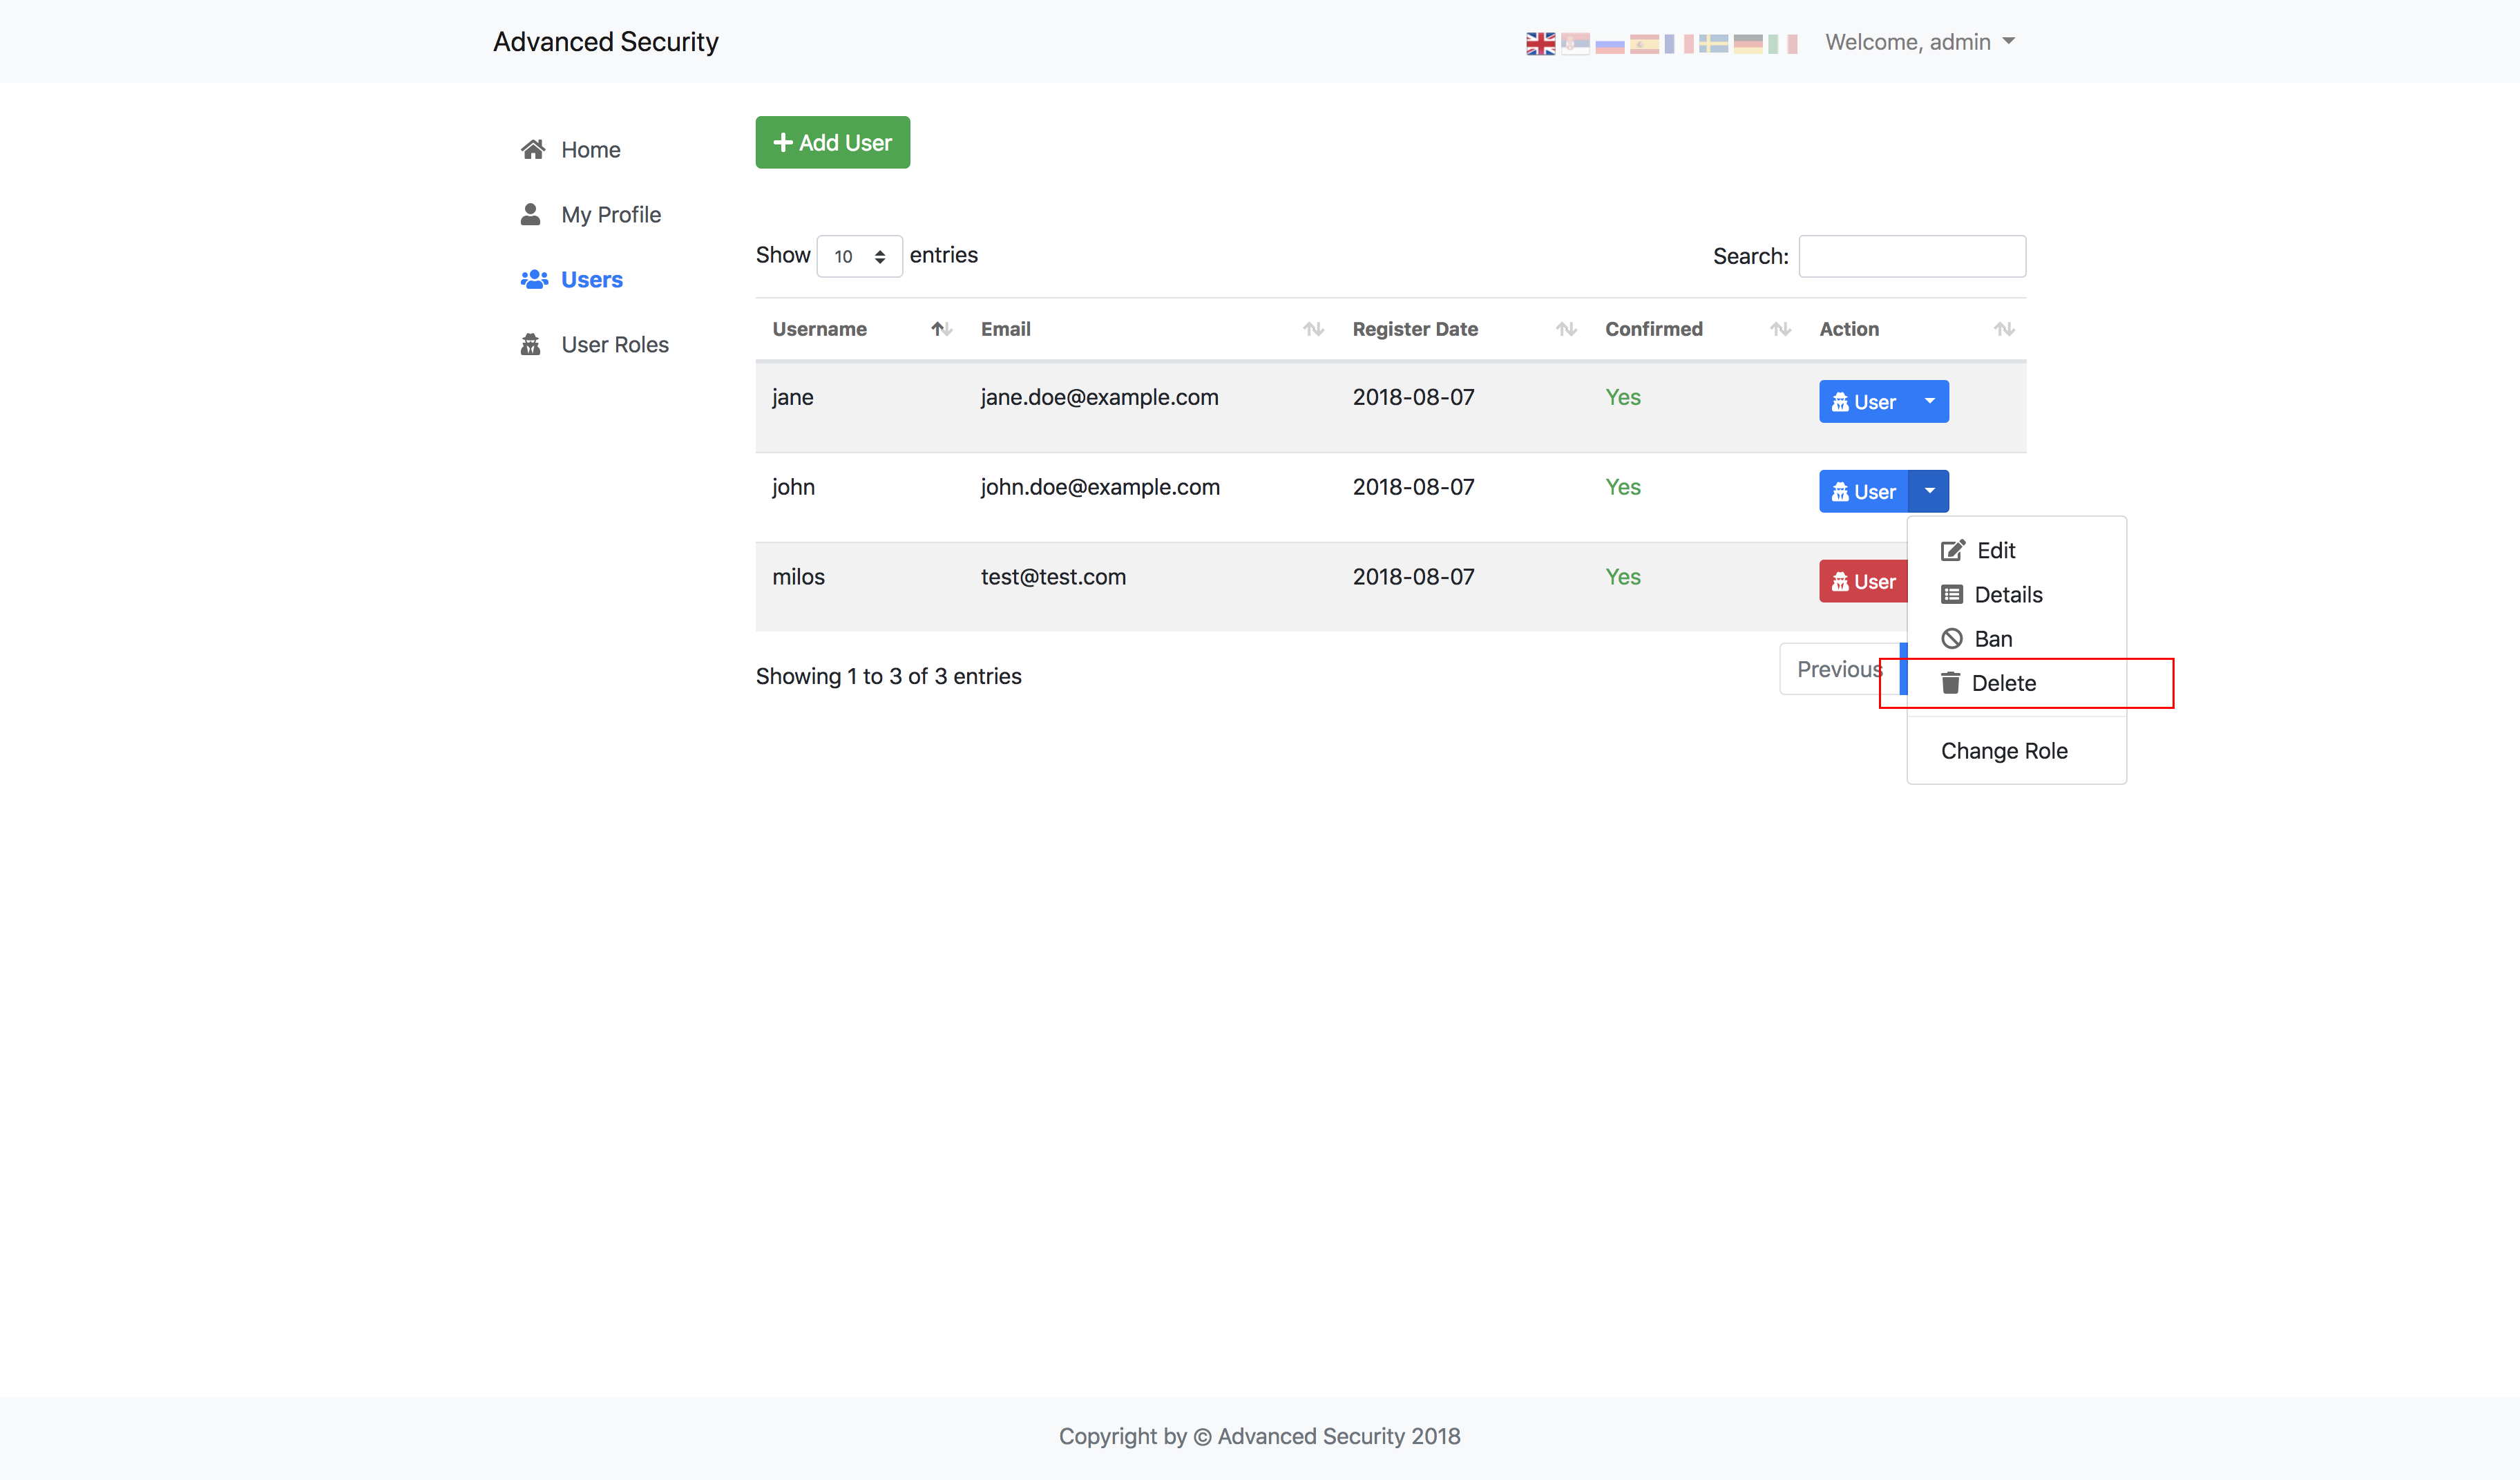 Advanced Security
Welcome, admin
Home
My Profile
Users
User Roles
Add User
Show 10 entries
Search:
Username Email Register Date Confirmed Action
jane jane.doe@example.com 2018-08-07 Yes User
john john.doe@example.com 2018-08-07 Yes User
milos test@test.com 2018-08-07 Yes User
Edit
Details
Ban
Delete
Change Role
Showing 1 to 3 of 3 entries
Previous
Copyright by © Advanced Security 2018